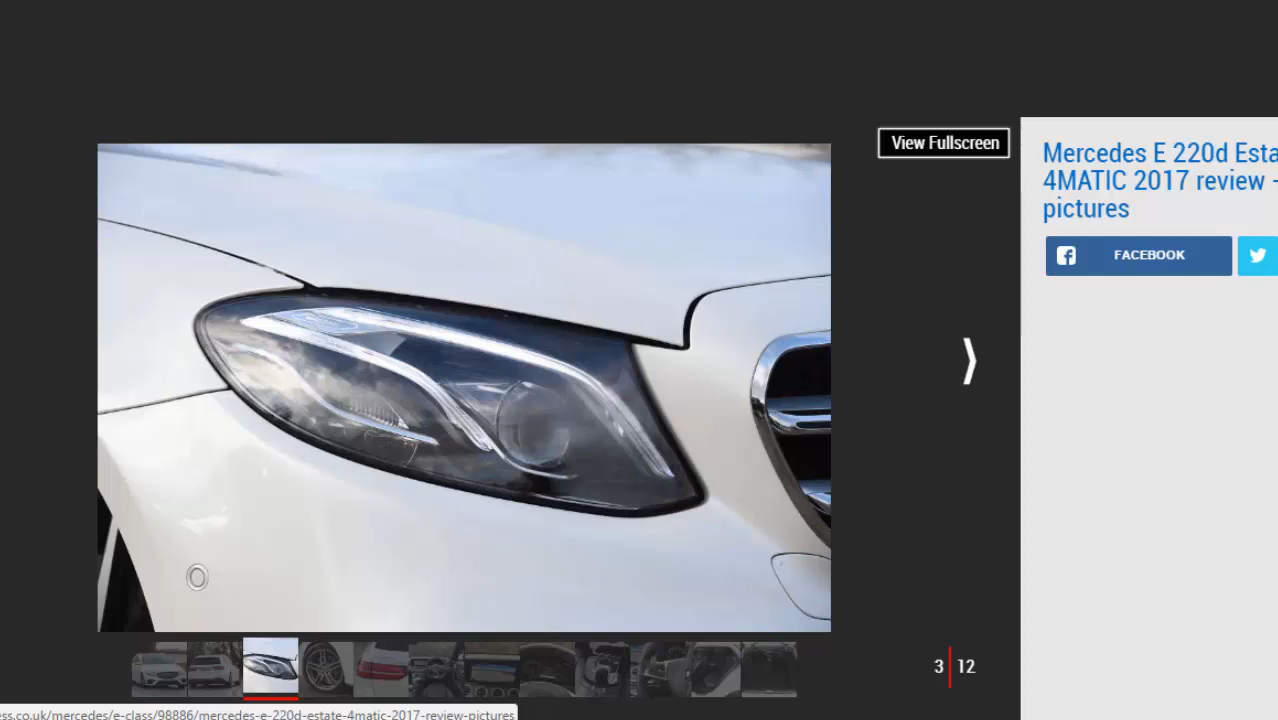 View Fullscreen
Mercedes E 220d Esta
4MATIC 2017 review -
pictures
FACEBOOK
3 12
ess.co.uk/mercedes/e-class/98886/mercedes-e-220d-estate-4matic-2017-review-pictures